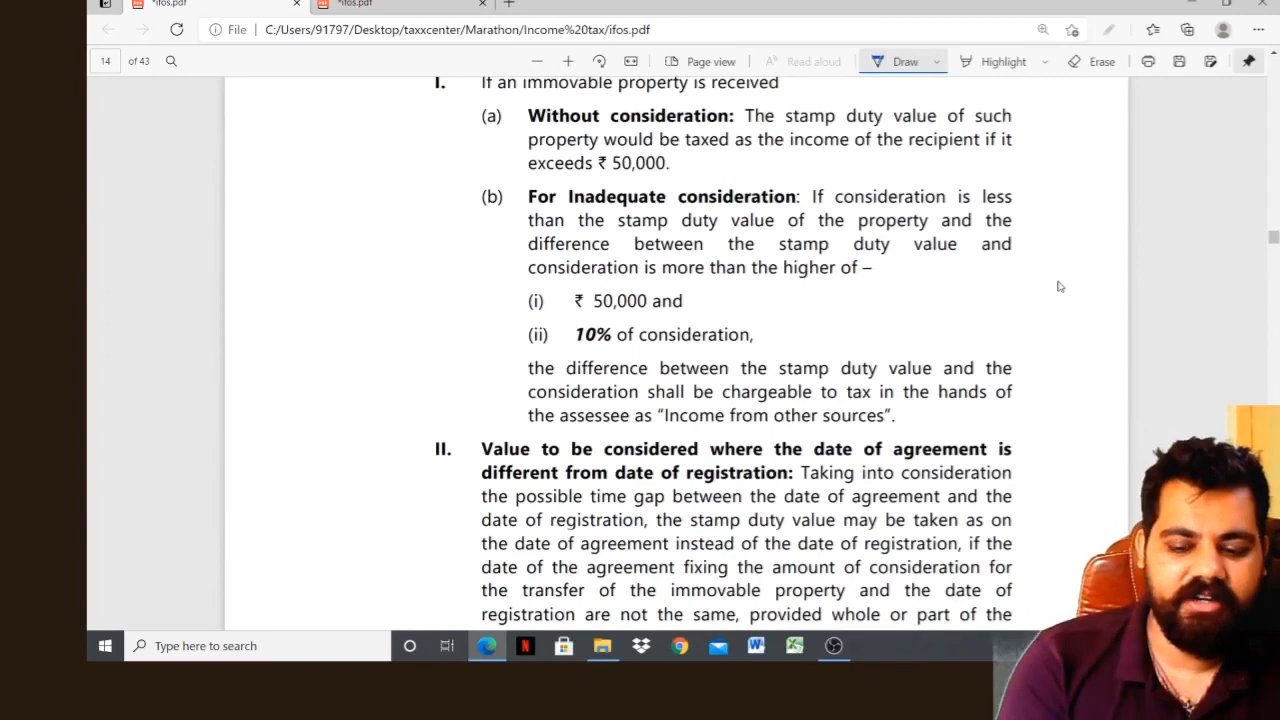 *ifos.pdf
*ifos.pdf
File
C:/Users/91797/Desktop/taxxcenter/Marathon/Income%20tax/ifos.pdf
14 of 43
Page view
Read aloud
Draw
Highlight
Erase
I. If an immovable property is received
(a) Without consideration: The stamp duty value of such
property would be taxed as the income of the recipient if it
exceeds ₹ 50,000.
(b) For Inadequate consideration: If consideration is less
than the stamp duty value of the property and the
difference between the stamp duty value and
consideration is more than the higher of –
(i) ₹ 50,000 and
(ii) 10% of consideration,
the difference between the stamp duty value and the
consideration shall be chargeable to tax in the hands of
the assessee as “Income from other sources”.
II. Value to be considered where the date of agreement is
different from date of registration: Taking into consideration
the possible time gap between the date of agreement and the
date of registration, the stamp duty value may be taken as on
the date of agreement instead of the date of registration, if the
date of the agreement fixing the amount of consideration for
the transfer of the immovable property and the date of
registration are not the same, provided whole or part of the
Type here to search